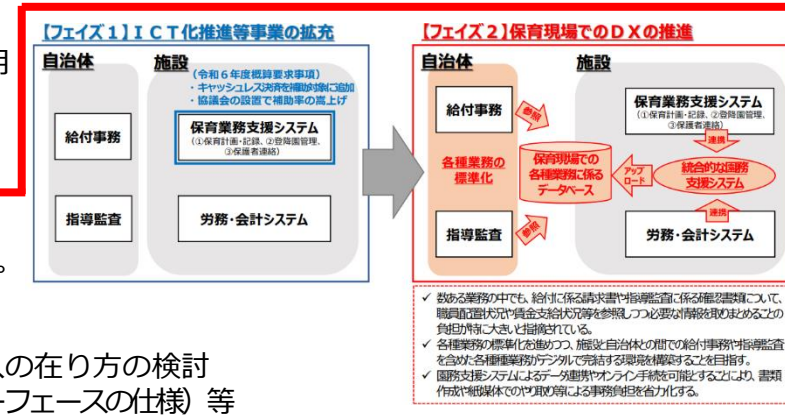 【フェイズ１】ＩＣＴ化推進等事業の拡充
自治体
施設
（令和６年度概算要求事項）
・キャッシュレス決済を補助対象に追加
・協議会の設置で補助率の嵩上げ
給付事務
保育業務支援システム
（①保育計画・記録、②登降園管理、
③保護者連絡）
指導監査
労務・会計システム
【フェイズ２】保育現場でのＤＸの推進
自治体
施設
給付事務
参照
保育業務支援システム
（①保育計画・記録、②登降園管理、
③保護者連絡）
連携
各種業務の
標準化
保育現場での
各種業務に係る
データベース
アップ
ロード
統合的な園務
支援システム
連携
指導監査
参照
労務・会計システム
✓ 数ある業務の中でも、給付に係る請求書や指導監査に係る確認書類について、
職員配置状況や賃金支給状況等を参照しつつ必要な情報を取りまとめることの
負担が特に大きいと指摘されている。
✓ 各種業務の標準化を進めつつ、施設と自治体との間での給付事務や指導監査
を含めた各種種業務がデジタルで完結する環境を構築することを目指す。
✓ 園務支援システムによるデータ連携やオンライン手続を可能とすることにより、書類
作成や紙媒体でのやり取り等による事務負担を省力化する。
用
。
の在り方の検討
ーフェースの仕様）等